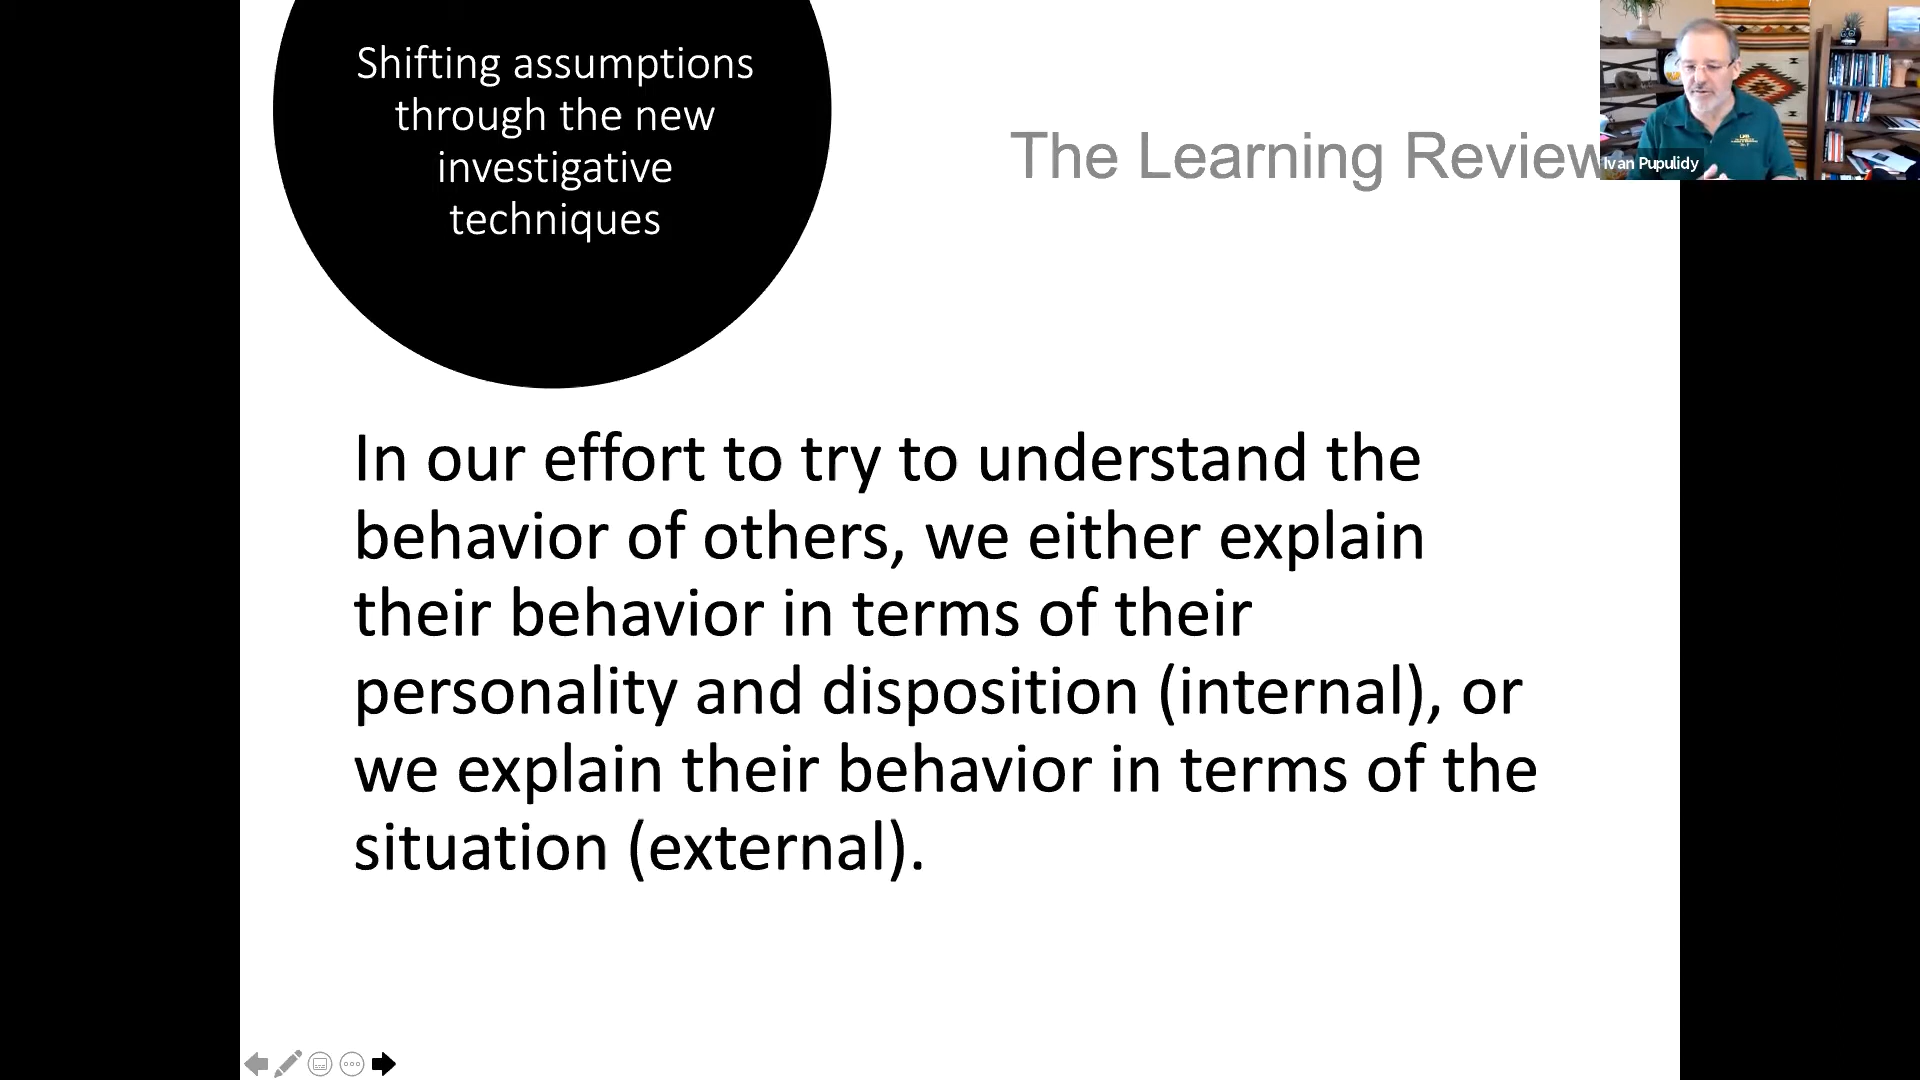 Shifting assumptions
through the new
investigative
techniques
The Learning Review
Ivan Pupulidy
In our effort to try to understand the
behavior of others, we either explain
their behavior in terms of their
personality and disposition (internal), or
we explain their behavior in terms of the
situation (external).